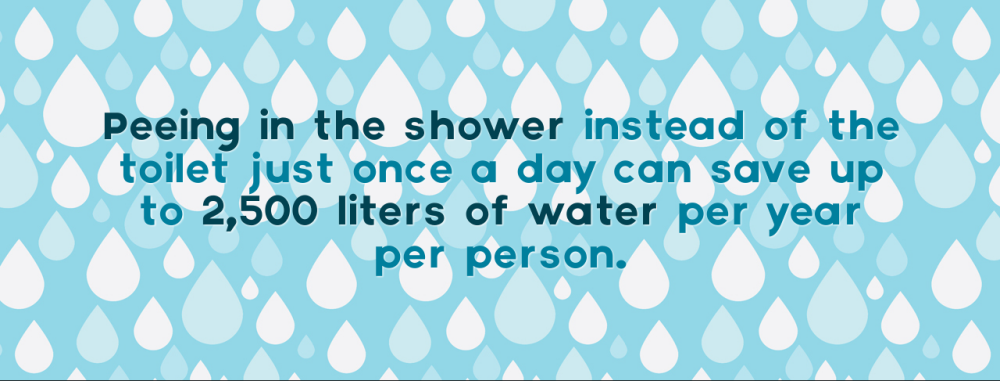 Peeing in the shower instead of the
toilet just once a day can save up
to 2,500 liters of water per year
per person.